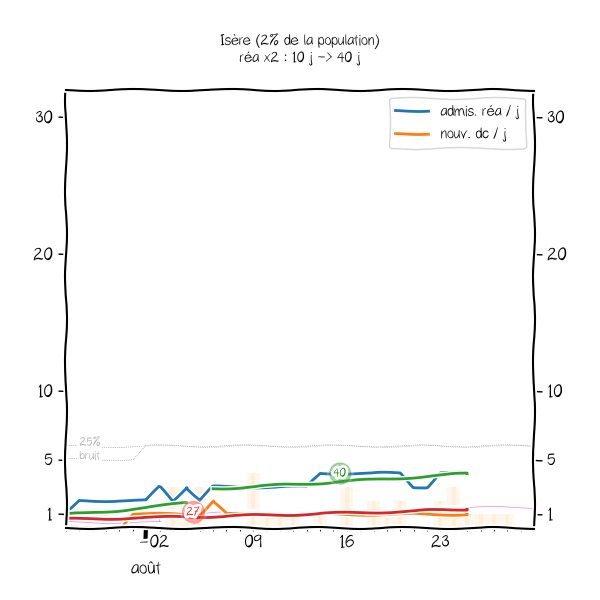 Isère (2% de la population)
réa x2 : 10 j -> 40 j
admis. réa / j
nouv. dc / j
30
30
20
20
10
10
25%
bruit
5
5
40
27
1
1
-02
09
16
23
août